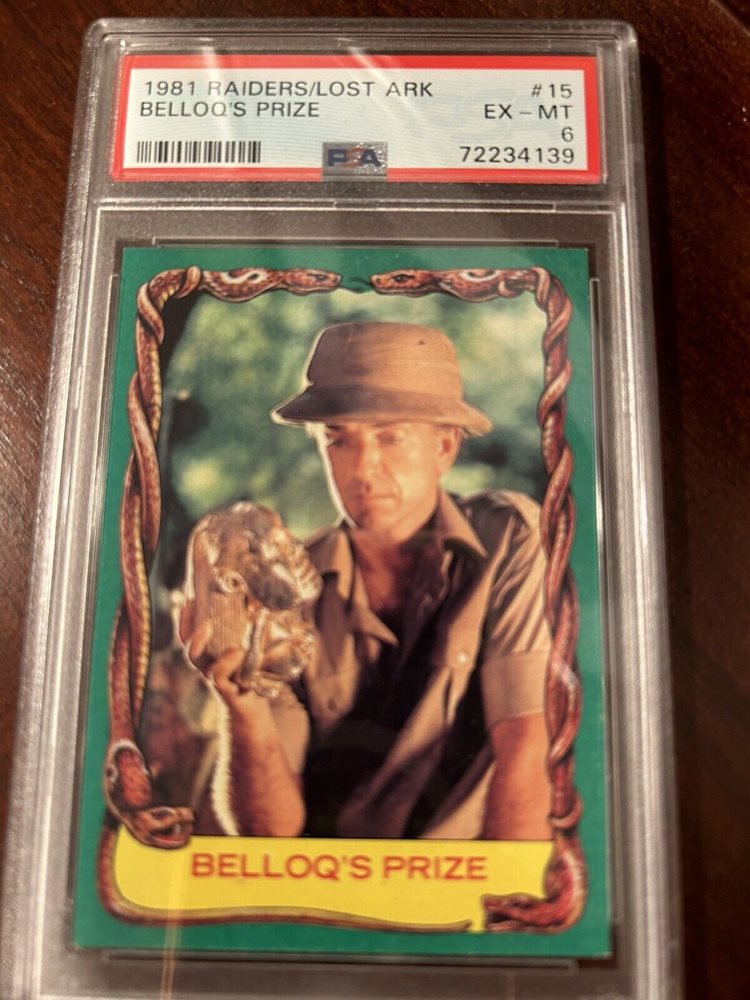 1981 RAIDERS/LOST ARK #15
BELLOQ'S PRIZE EX - MT
6
PSA 72234139
BELLOQ'S PRIZE